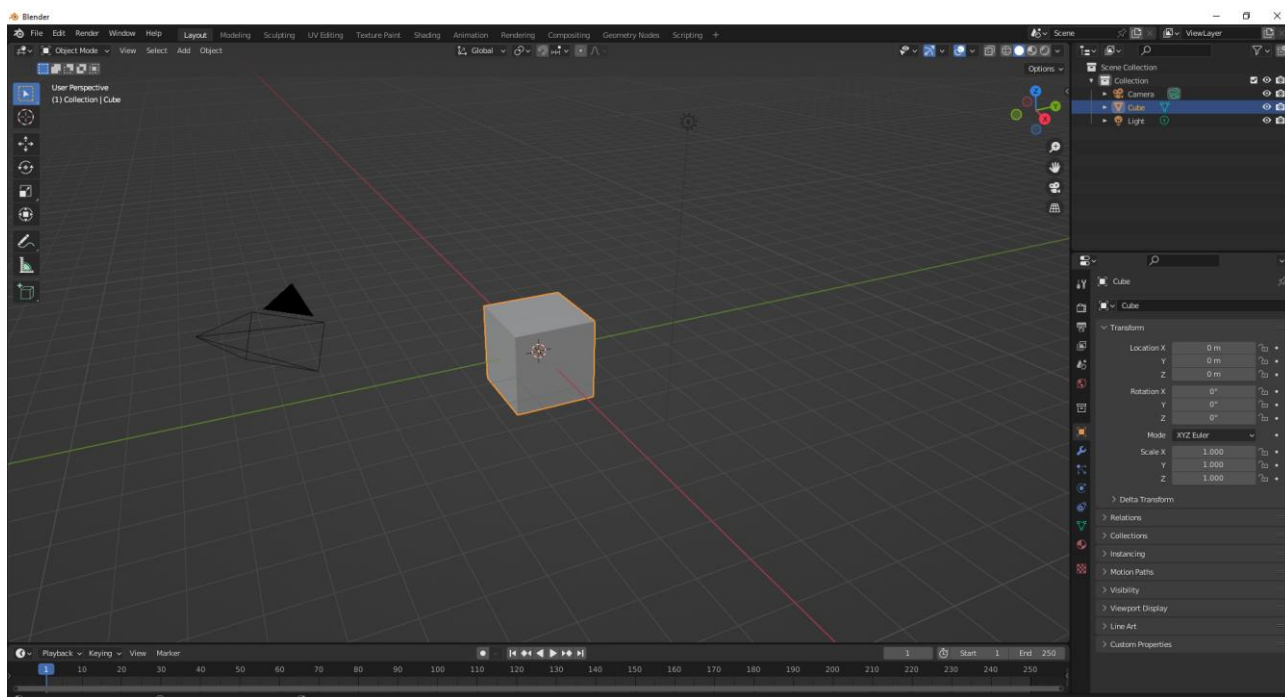 Blender
File Edit Render Window Help Layout Modeling Sculpting UV Editing Texture Paint Shading Animation Rendering Compositing Geometry Nodes Scripting + Scene ViewLayer
Object Mode View Select Add Object Global
Options
User Perspective
(1) Collection | Cube
Z
Y
X
Scene Collection
Collection
Camera
Cube
Light
Cube
Cube
Transform
Location X 0 m
Y 0 m
Z 0 m
Rotation X 0°
Y 0°
Z 0°
Mode XYZ Euler
Scale X 1.000
Y 1.000
Z 1.000
Delta Transform
Relations
Collections
Instancing
Motion Paths
Visibility
Viewport Display
Line Art
Custom Properties
Playback Keying View Marker 1 Start 1 End 250
1 10 20 30 40 50 60 70 80 90 100 110 120 130 140 150 160 170 180 190 200 210 220 230 240 250